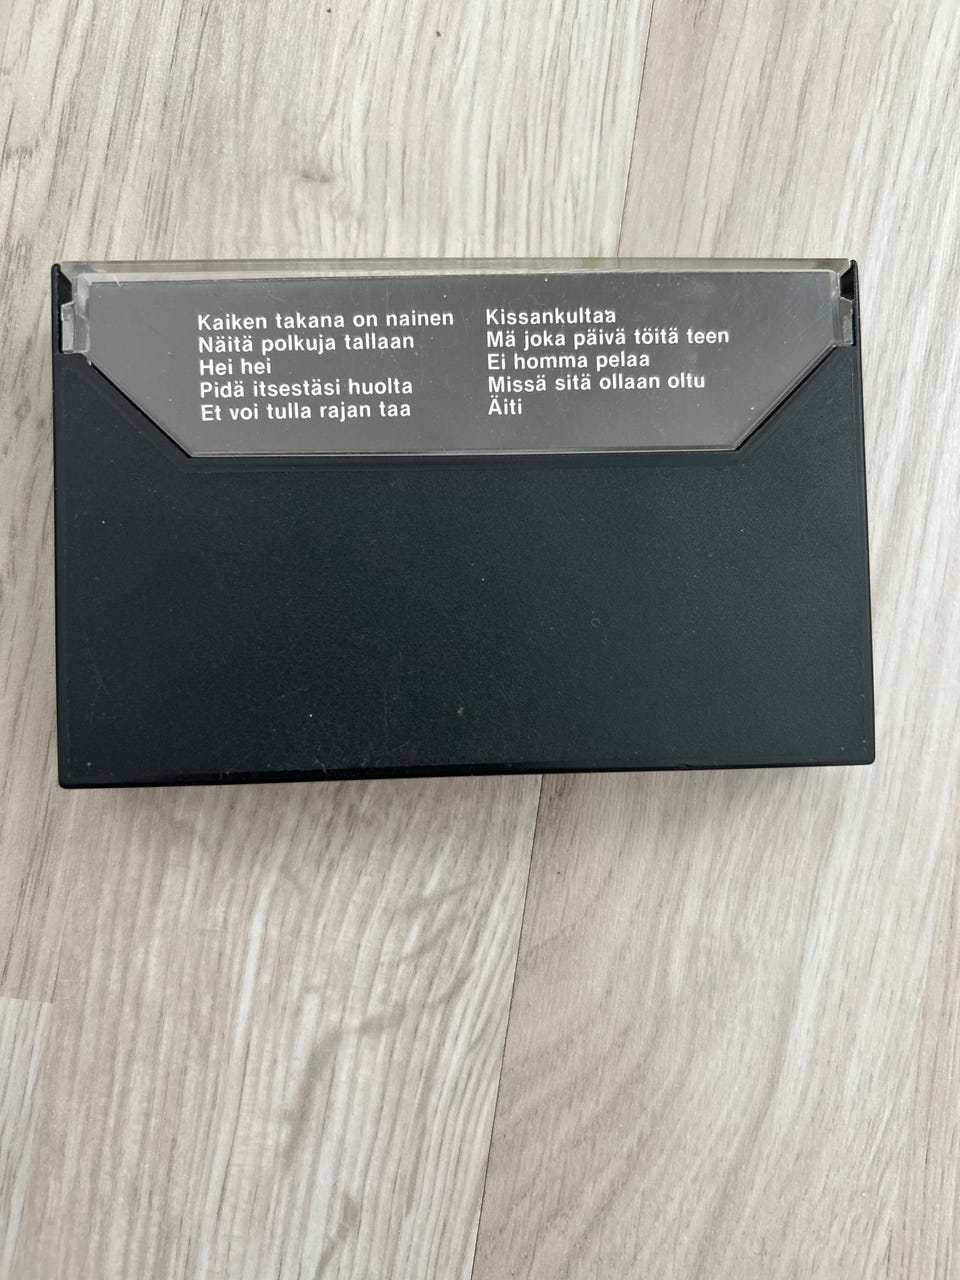 Kaiken takana on nainen
Näitä polkuja tallaan
Hei hei
Pidä itsestäsi huolta
Et voi tulla rajan taa
Kissankultaa
Mä joka päivä töitä teen
Ei homma pelaa
Missä sitä ollaan oltu
Äiti